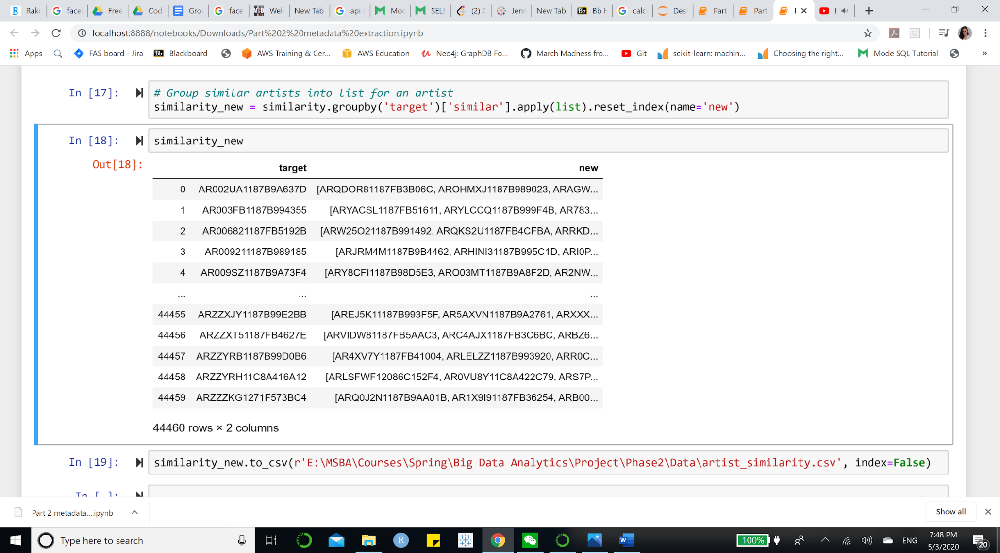 Raku
face
Free
Cod
Grou
face
Welc
New Tab
api s
Moc
SELE
(2) C
Jenn
New Tab
Bb
Bb H
calc
Desk
Part
Part
localhost:8888/notebooks/Downloads/Part%202%20metadata%20extraction.ipynb
Apps
FAS board - Jira
Bb
Blackboard
AWS Training & Cer...
AWS Education
Neo4j: GraphDB Fo...
March Madness fro...
Git
scikit-learn: machin...
Choosing the right...
Mode SQL Tutorial
»
In [17]:
# Group similar artists into list for an artist
similarity_new = similarity.groupby('target')['similar'].apply(list).reset_index(name='new')
In [18]:
similarity_new
Out[18]:
target new
0 AR002UA1187B9A637D [ARQDOR81187FB3B06C, AROHMXJ1187B989023, ARAGW...
1 AR003FB1187B994355 [ARYACSL1187FB51611, ARYLCCQ1187B999F4B, AR783...
2 AR006821187FB5192B [ARW25O21187B991492, ARQKS2U1187FB4CFBA, ARRKD...
3 AR009211187B989185 [ARJRM4M1187B9B4462, ARHINI31187B995C1D, ARI0P...
4 AR009SZ1187B9A73F4 [ARY8CFI1187B98D5E3, ARO03MT1187B9A8F2D, AR2NW...
... ... ...
44455 ARZZXJY1187B99E2BB [AREJ5K11187B993F5F, AR5AXVN1187B9A2761, ARXXX...
44456 ARZZXT51187FB4627E [ARVIDW81187FB5AAC3, ARC4AJX1187FB3C6BC, ARBZ6...
44457 ARZZYRB1187B99D0B6 [AR4XV7Y1187FB41004, ARLELZZ1187B993920, ARR0C...
44458 ARZZYRH11C8A416A12 [ARLSFWF12086C152F4, AR0VU8Y11C8A422C79, ARS7P...
44459 ARZZZKG1271F573BC4 [ARQ0J2N1187B9AA01B, AR1X9I91187FB36254, ARB00...
44460 rows × 2 columns
In [19]:
similarity_new.to_csv(r'E:\MSBA\Courses\Spring\Big Data Analytics\Project\Phase2\Data\artist_similarity.csv', index=False)
In [ ]:
Part 2 metadata....ipynb
Show all
Type here to search
100%
ENG
7:48 PM
5/3/2020
20